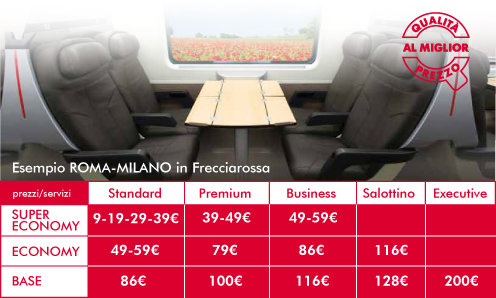 QUALITÀ
AL MIGLIOR
PREZZO
Esempio ROMA-MILANO in Frecciarossa
prezzi/servizi Standard Premium Business Salottino Executive
SUPER ECONOMY 9-19-29-39€ 39-49€ 49-59€
ECONOMY 49-59€ 79€ 86€ 116€
BASE 86€ 100€ 116€ 128€ 200€